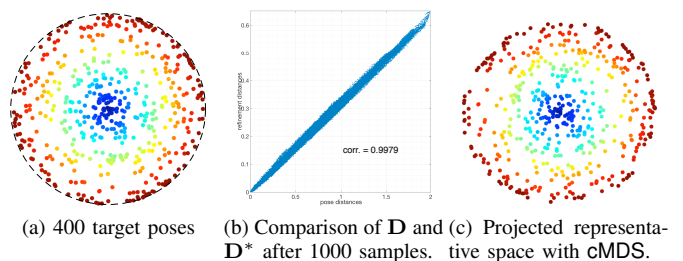 0.6
0.5
0.4
0.3
0.2
0.1
0
refinement distances
corr. = 0.9979
0 0.5 1 1.5 2
pose distances
(a) 400 target poses
(b) Comparison of D and
D* after 1000 samples.
(c) Projected representa-
tive space with cMDS.